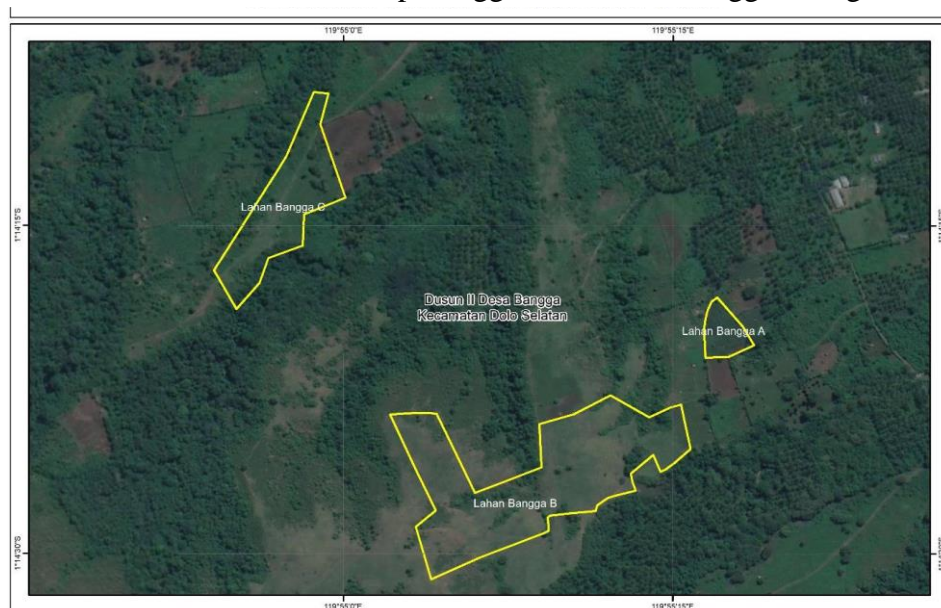 119°55'0"E
119°55'15"E
Lahan Bangga C
1°14'15"S
Dusun II Desa Bangga
Kecamatan Dolo Selatan
Lahan Bangga A
Lahan Bangga B
1°14'30"S
119°55'0"E
119°55'15"E